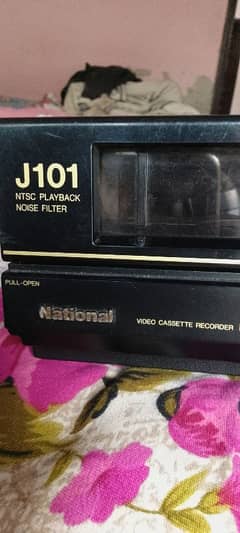 J101
NTSC PLAYBACK
NOISE FILTER
PULL-OPEN
National
VIDEO CASSETTE RECORDER